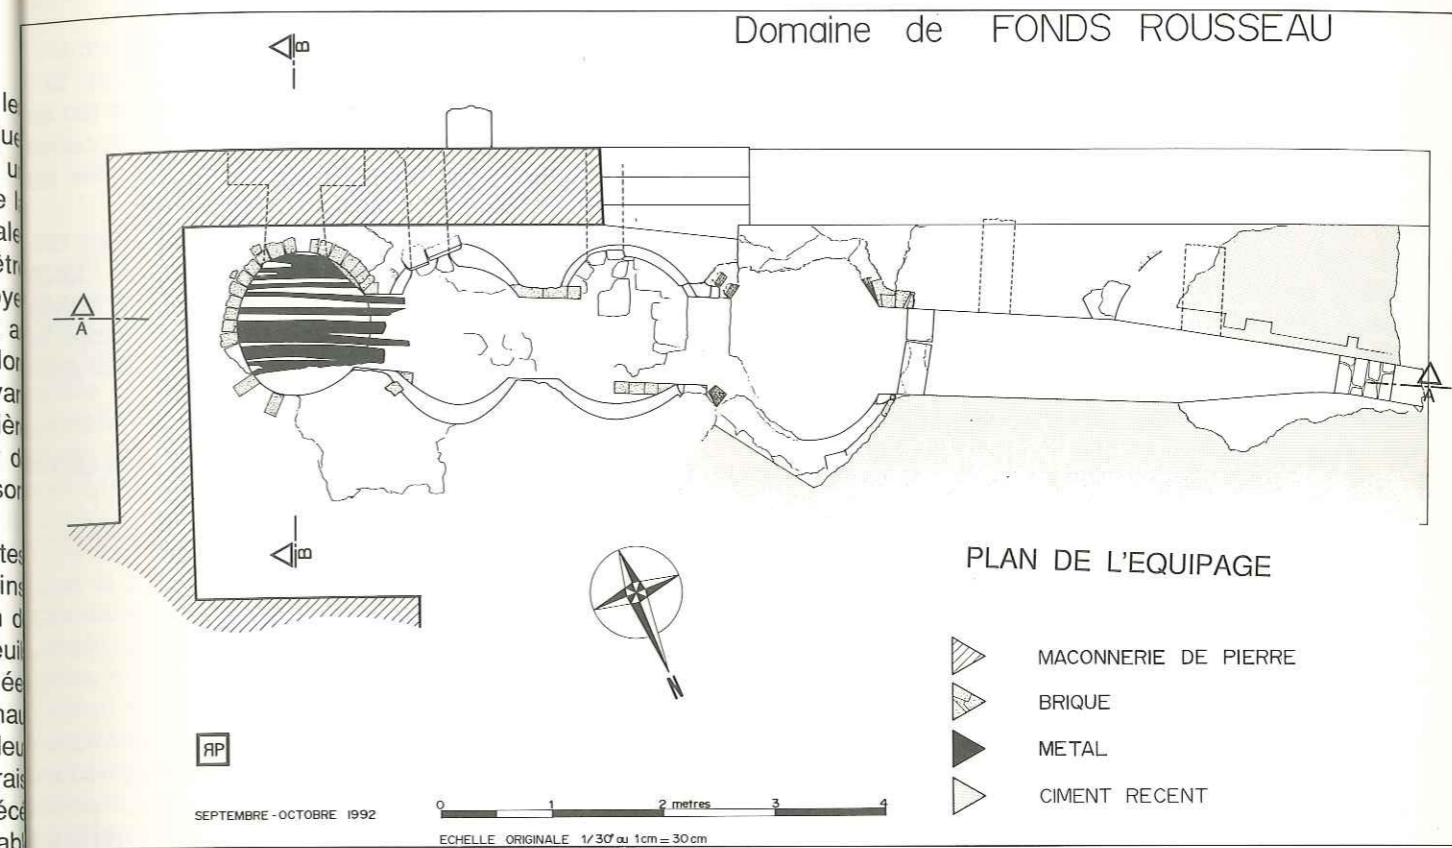 Domaine de FONDS ROUSSEAU
B
A
A
B
PLAN DE L'EQUIPAGE
N
MACONNERIE DE PIERRE
BRIQUE
METAL
CIMENT RECENT
RP
SEPTEMBRE-OCTOBRE 1992
0 1 2 metres 3 4
ECHELLE ORIGINALE 1/30° ou 1cm = 30cm